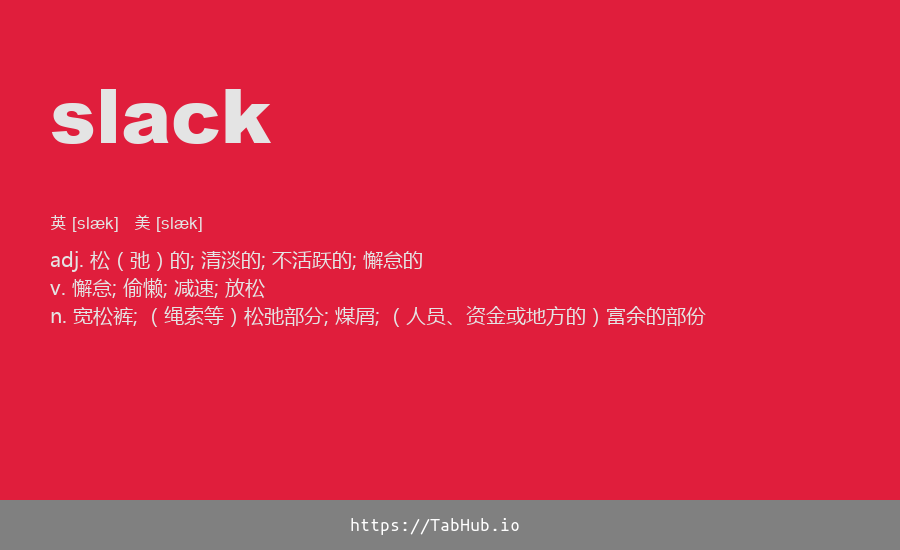 slack
英 [slæk]   美 [slæk]
adj. 松（弛）的; 清淡的; 不活跃的; 懈怠的
v. 懈怠; 偷懒; 减速; 放松
n. 宽松裤; （绳索等）松弛部分; 煤屑; （人员、资金或地方的）富余的部份
https://TabHub.io